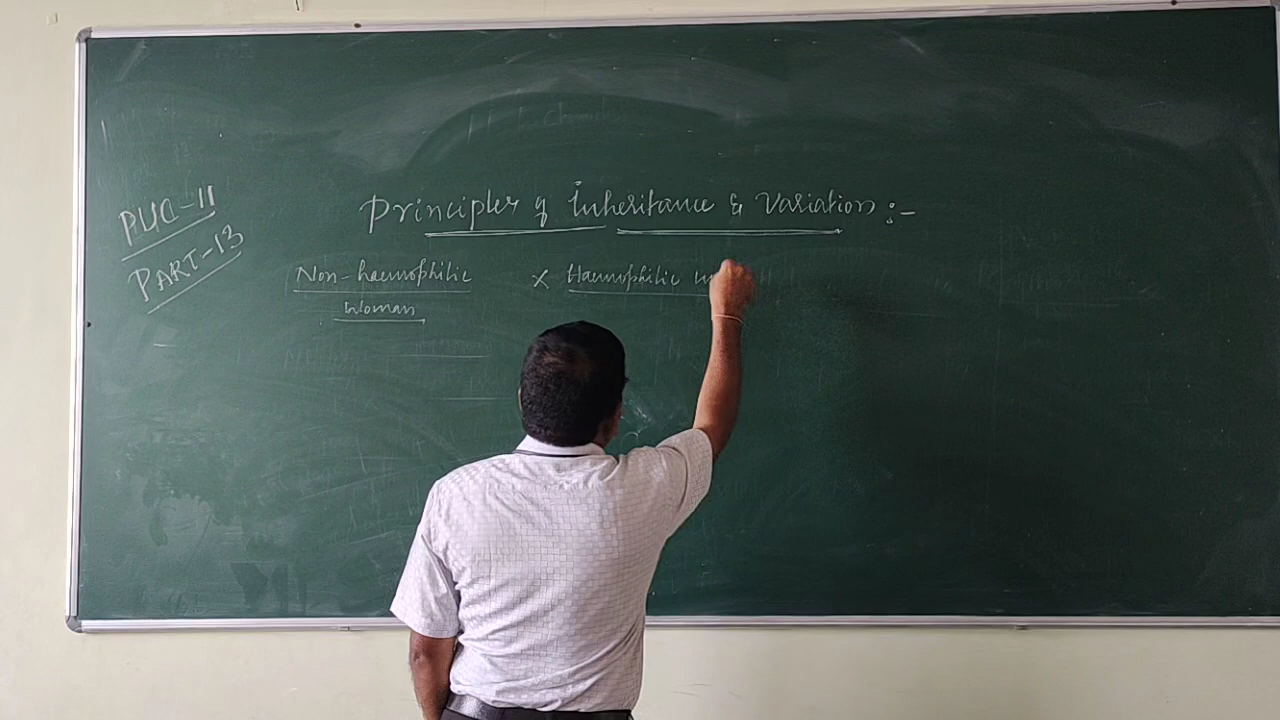 PUC-II
PART-13
Principles of Inheritance & Variation :-
Non-haemophilic × Haemophilic
Woman